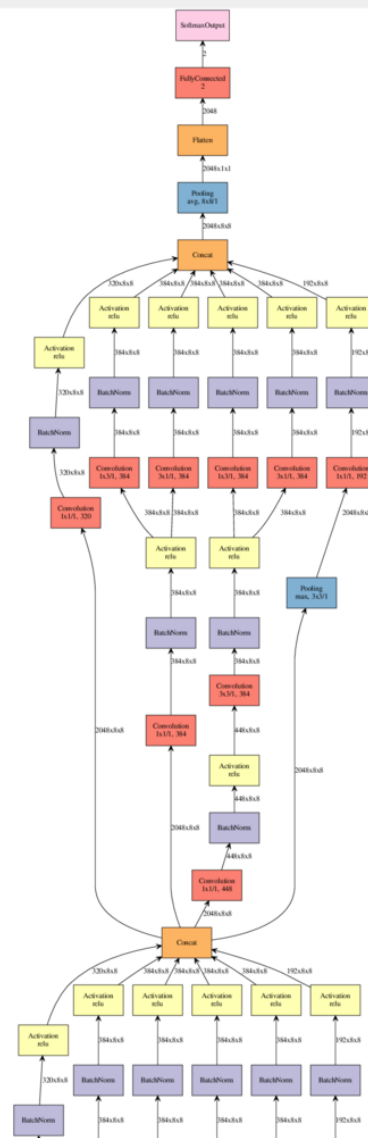 SoftmaxOutput
2
FullyConnected
2
2048
Flatten
2048x1x1
Pooling
avg, 8x8/1
2048x8x8
Concat
320x8x8
384x8x8
384x8x8
384x8x8
384x8x8
192x8x8
Activation
relu
Activation
relu
Activation
relu
Activation
relu
Activation
relu
Activation
relu
320x8x8
384x8x8
384x8x8
384x8x8
384x8x8
192x8
BatchNorm
BatchNorm
BatchNorm
BatchNorm
BatchNorm
BatchNorm
320x8x8
384x8x8
384x8x8
384x8x8
384x8x8
192x8
Convolution
1x1/1, 320
Convolution
1x3/1, 384
Convolution
3x1/1, 384
Convolution
1x3/1, 384
Convolution
3x1/1, 384
Convolution
1x1/1, 192
384x8x8
384x8x8
384x8x8
384x8x8
2048x8x8
Activation
relu
Activation
relu
384x8x8
384x8x8
Pooling
max, 3x3/1
BatchNorm
BatchNorm
384x8x8
384x8x8
Convolution
3x3/1, 384
Convolution
1x1/1, 384
448x8x8
2048x8x8
2048x8x8
Activation
relu
448x8x8
2048x8x8
BatchNorm
448x8x8
Convolution
1x1/1, 448
2048x8x8
Concat
320x8x8
384x8x8
384x8x8
384x8x8
384x8x8
192x8x8
Activation
relu
Activation
relu
Activation
relu
Activation
relu
Activation
relu
Activation
relu
320x8x8
384x8x8
384x8x8
384x8x8
384x8x8
192x8x8
BatchNorm
BatchNorm
BatchNorm
BatchNorm
BatchNorm
BatchNorm
384x8x8
384x8x8
384x8x8
384x8x8
192x8x8